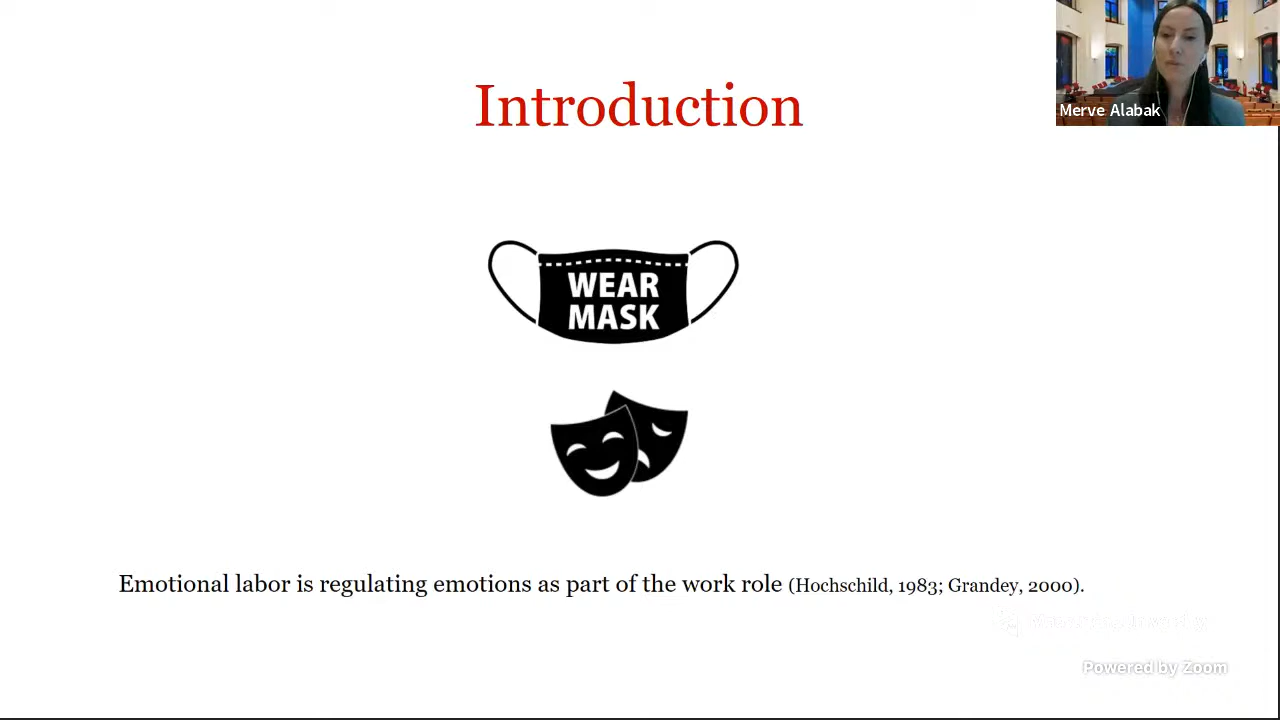 Introduction
Merve Alabak
WEAR
MASK
Emotional labor is regulating emotions as part of the work role (Hochschild, 1983; Grandey, 2000).
Powered by Zoom